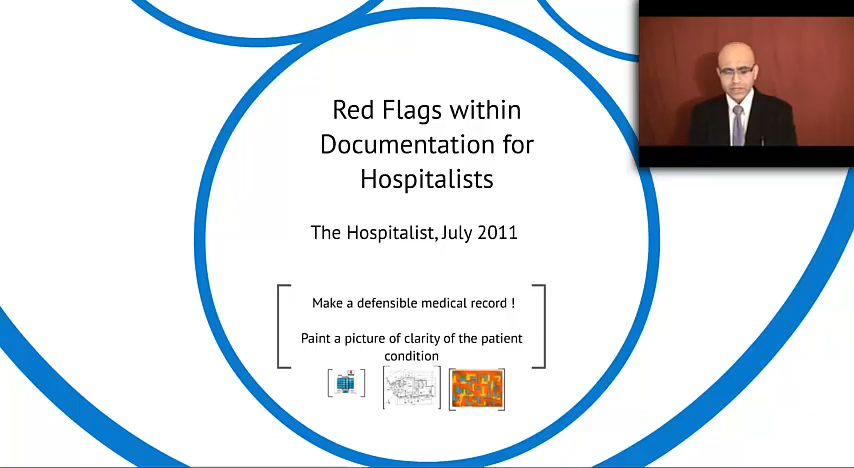 Red Flags within
Documentation for
Hospitalists
The Hospitalist, July 2011
Make a defensible medical record !
Paint a picture of clarity of the patient
condition